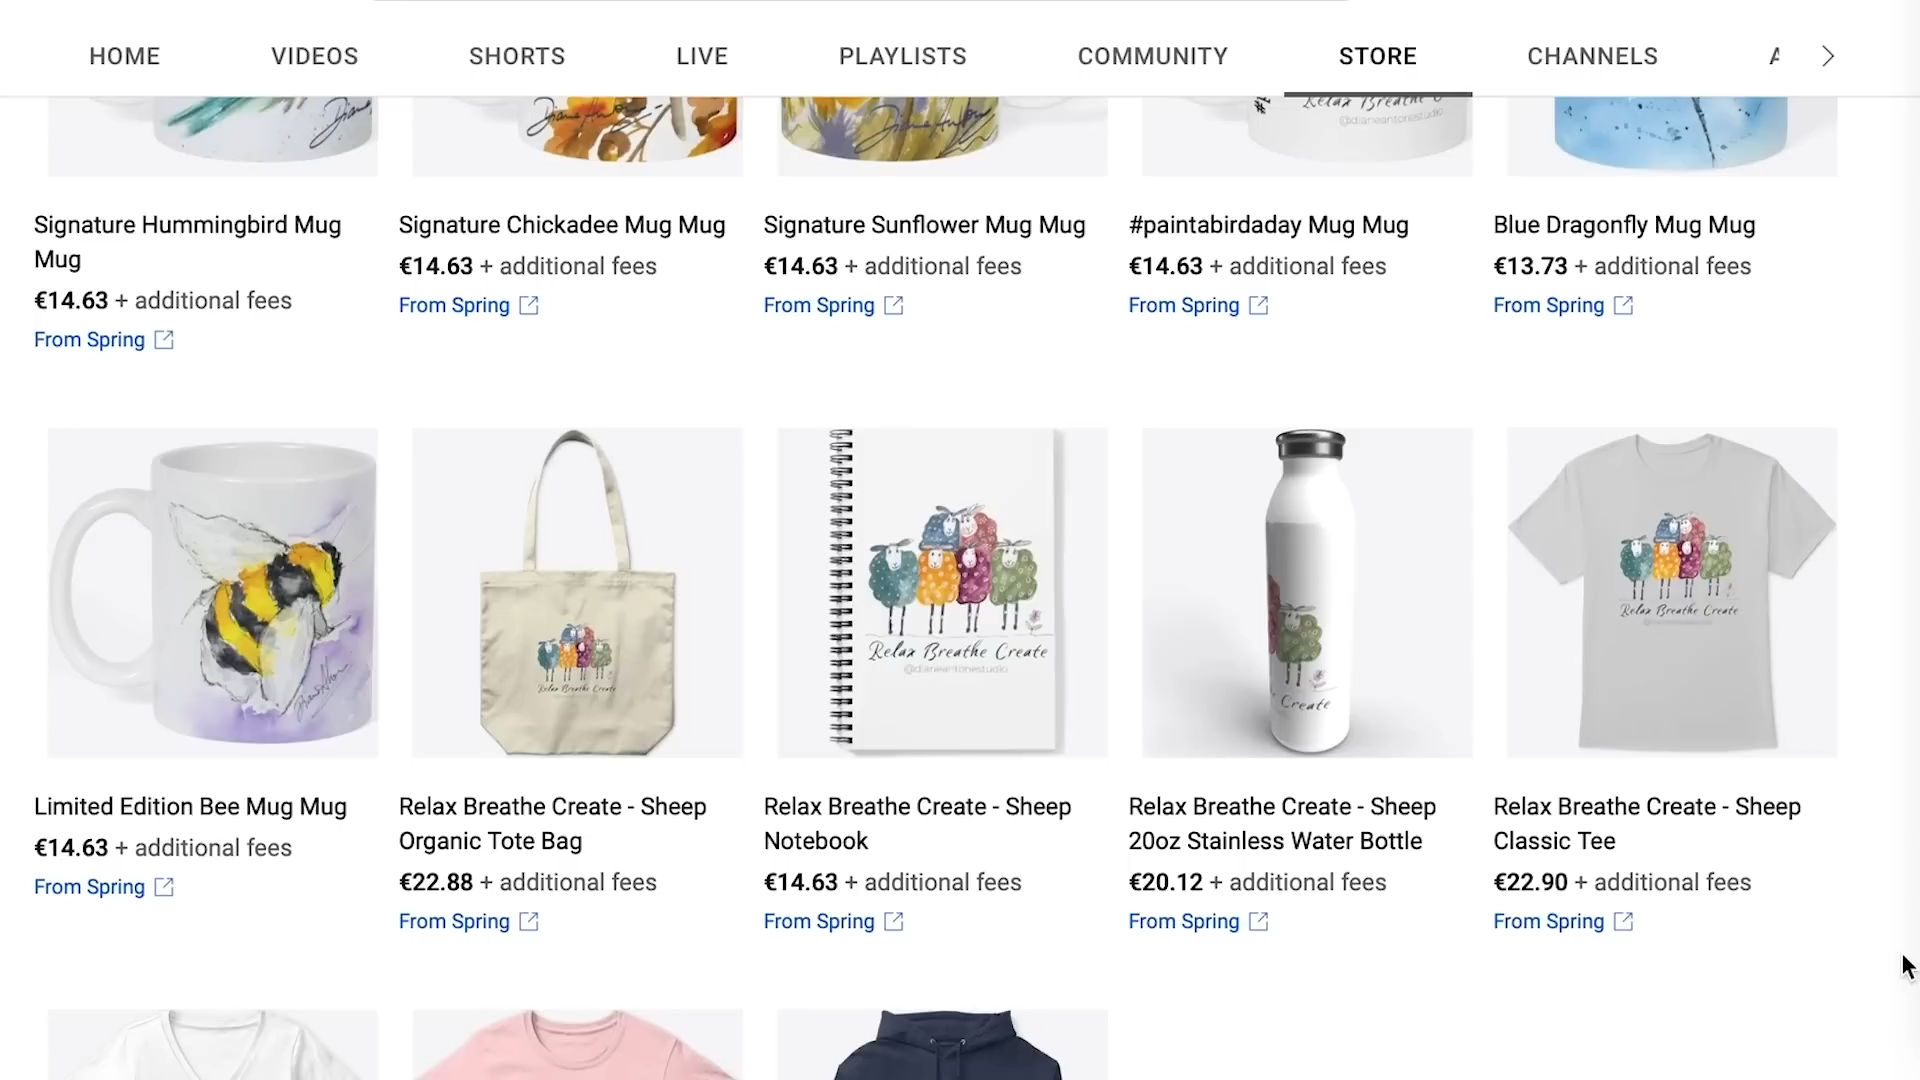 HOME VIDEOS SHORTS LIVE PLAYLISTS COMMUNITY STORE CHANNELS
Relax Breathe C
@dianeantonestudio
Signature Hummingbird Mug
Mug
€14.63 + additional fees
From Spring
Signature Chickadee Mug Mug
€14.63 + additional fees
From Spring
Signature Sunflower Mug Mug
€14.63 + additional fees
From Spring
#paintabirdaday Mug Mug
€14.63 + additional fees
From Spring
Blue Dragonfly Mug Mug
€13.73 + additional fees
From Spring
Relax Breathe Create
Relax Breathe Create
@dianeantonestudio
Create
Relax Breathe Create
Limited Edition Bee Mug Mug
€14.63 + additional fees
From Spring
Relax Breathe Create - Sheep
Organic Tote Bag
€22.88 + additional fees
From Spring
Relax Breathe Create - Sheep
Notebook
€14.63 + additional fees
From Spring
Relax Breathe Create - Sheep
20oz Stainless Water Bottle
€20.12 + additional fees
From Spring
Relax Breathe Create - Sheep
Classic Tee
€22.90 + additional fees
From Spring